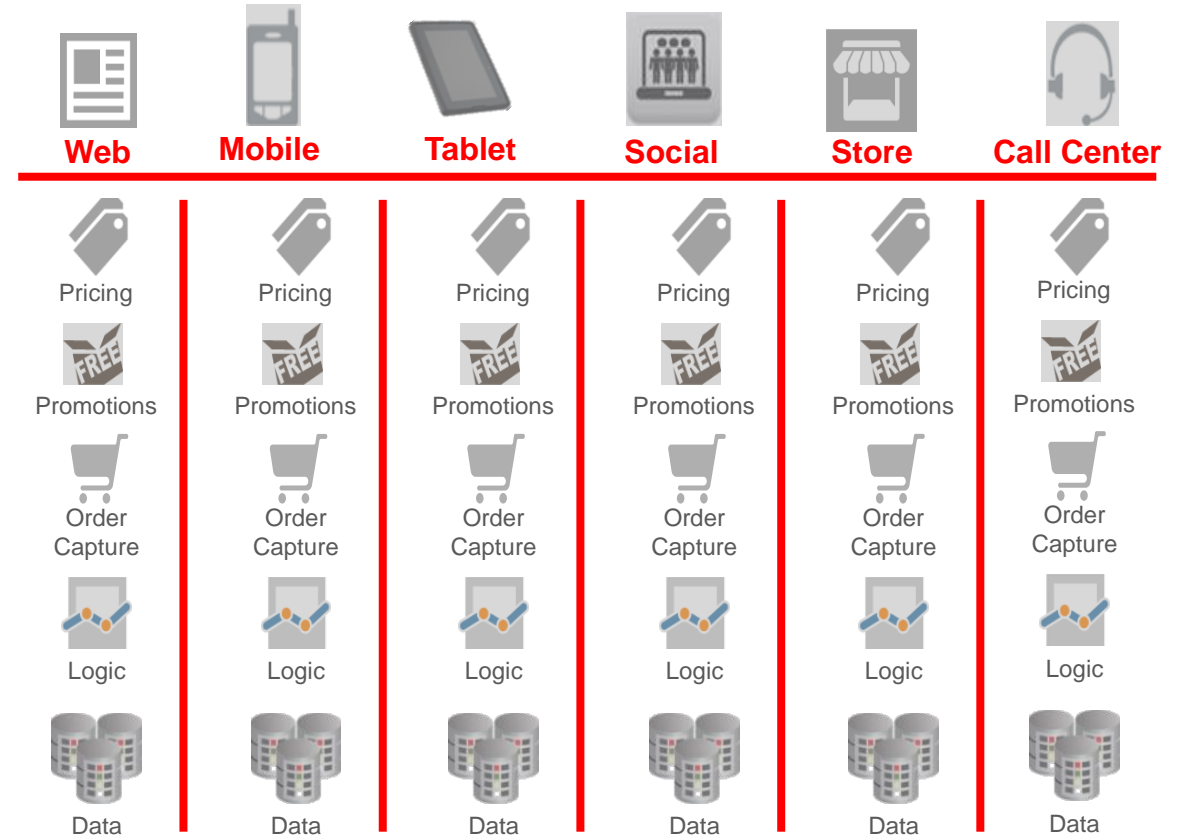 Web Mobile Tablet Social Store Call Center
Pricing Pricing Pricing Pricing Pricing Pricing
FREE FREE FREE FREE FREE FREE
Promotions Promotions Promotions Promotions Promotions Promotions
Order Order Order Order Order Order
Capture Capture Capture Capture Capture Capture
Logic Logic Logic Logic Logic Logic
Data Data Data Data Data Data